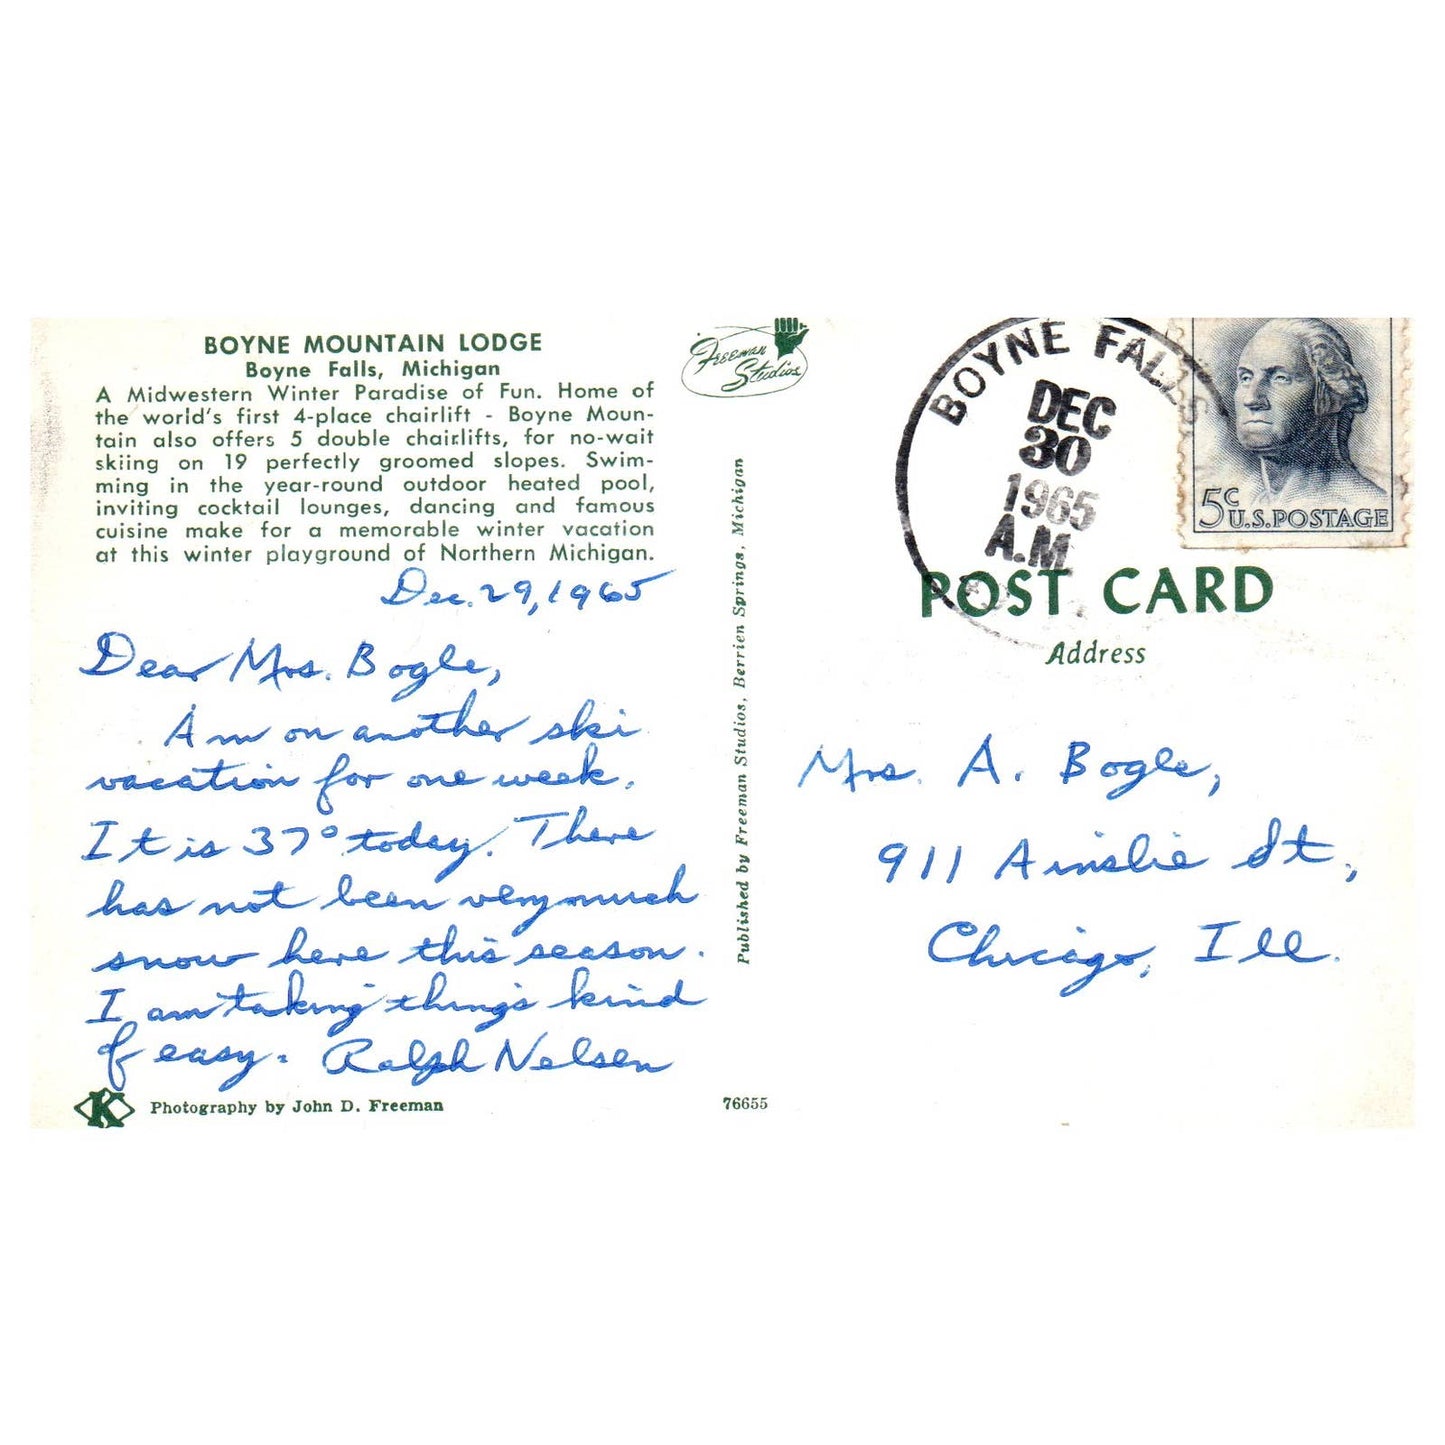 BOYNE MOUNTAIN LODGE
Boyne Falls, Michigan
A Midwestern Winter Paradise of Fun. Home of
the world's first 4-place chairlift - Boyne Moun-
tain also offers 5 double chairlifts, for no-wait
skiing on 19 perfectly groomed slopes. Swim-
ming in the year-round outdoor heated pool,
inviting cocktail lounges, dancing and famous
cuisine make for a memorable winter vacation
at this winter playground of Northern Michigan.
Dec. 29, 1965
Dear Mrs. Bogle,
Am on another ski
vacation for one week.
It is 37° today. There
has not been very much
snow here this season.
I am taking things kind
of easy. Ralph Nelsen
K
Photography by John D. Freeman
76655
Freeman
Studios
Published by Freeman Studios, Berrien Springs, Michigan
BOYNE FALLS
DEC
30
1965
A.M.
5c
U.S. POSTAGE
POST CARD
Address
Mrs. A. Bogle,
911 Ainslie St,
Chicago, Ill.